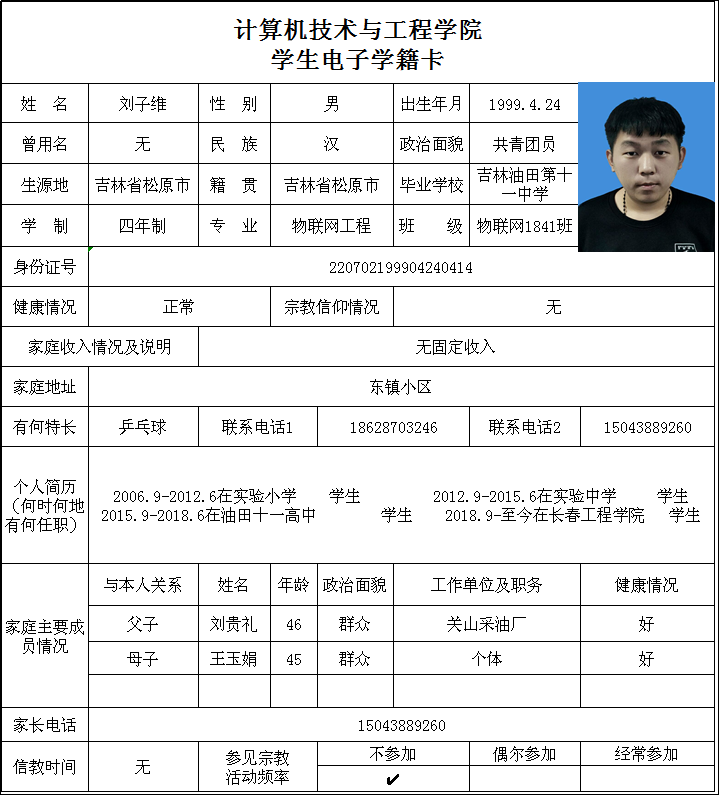 计算机技术与工程学院
学生电子学籍卡
姓 名 刘子维 性 别 男 出生年月 1999.4.24
曾用名 无 民 族 汉 政治面貌 共青团员
生源地 吉林省松原市 籍 贯 吉林省松原市 毕业学校 吉林油田第十
一中学
学 制 四年制 专 业 物联网工程 班 级 物联网1841班
身份证号 220702199904240414
健康情况 正常 宗教信仰情况 无
家庭收入情况及说明 无固定收入
家庭地址 东镇小区
有何特长 乒乓球 联系电话1 18628703246 联系电话2 15043889260
个人简历
(何时何地
有何任职)
2006.9-2012.6在实验小学 学生 2012.9-2015.6在实验中学 学生
2015.9-2018.6在油田十一高中 学生 2018.9-至今在长春工程学院 学生
家庭主要成
员情况
与本人关系 姓名 年龄 政治面貌 工作单位及职务 健康情况
父子 刘贵礼 46 群众 关山采油厂 好
母子 王玉娟 45 群众 个体 好
家长电话 15043889260
信教时间 无 参见宗教
活动频率
不参加 偶尔参加 经常参加
✔